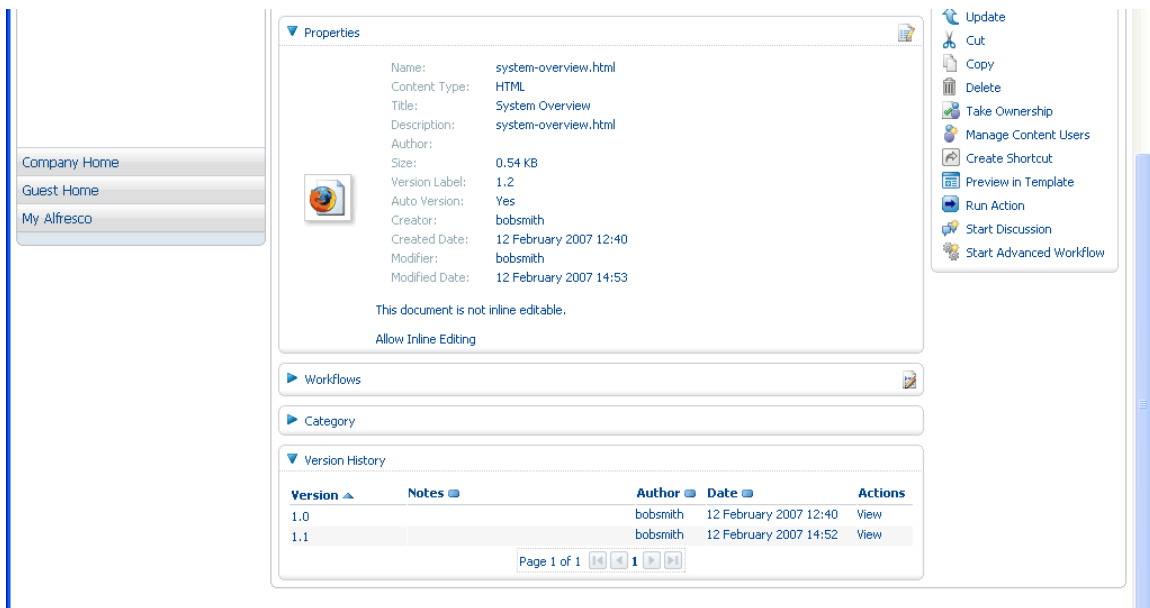 Company Home
Guest Home
My Alfresco
Properties
Name: system-overview.html
Content Type: HTML
Title: System Overview
Description: system-overview.html
Author:
Size: 0.54 KB
Version Label: 1.2
Auto Version: Yes
Creator: bobsmith
Created Date: 12 February 2007 12:40
Modifier: bobsmith
Modified Date: 12 February 2007 14:53
This document is not inline editable.
Allow Inline Editing
Workflows
Category
Version History
Version Notes Author Date Actions
1.0 bobsmith 12 February 2007 12:40 View
1.1 bobsmith 12 February 2007 14:52 View
Page 1 of 1 1
Update
Cut
Copy
Delete
Take Ownership
Manage Content Users
Create Shortcut
Preview in Template
Run Action
Start Discussion
Start Advanced Workflow